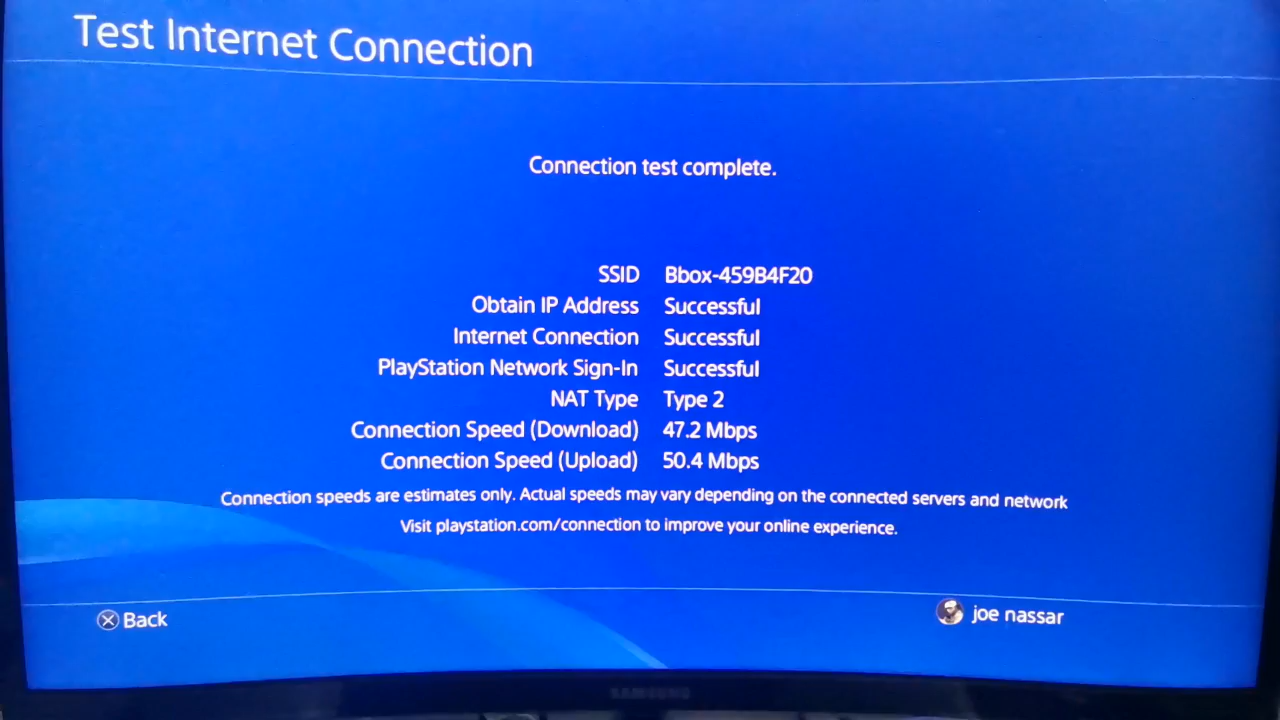 Test Internet Connection
Connection test complete.
SSID Bbox-459B4F20
Obtain IP Address Successful
Internet Connection Successful
PlayStation Network Sign-In Successful
NAT Type Type 2
Connection Speed (Download) 47.2 Mbps
Connection Speed (Upload) 50.4 Mbps
Connection speeds are estimates only. Actual speeds may vary depending on the connected servers and network
Visit playstation.com/connection to improve your online experience.
Back
joe nassar
SAMSUNG